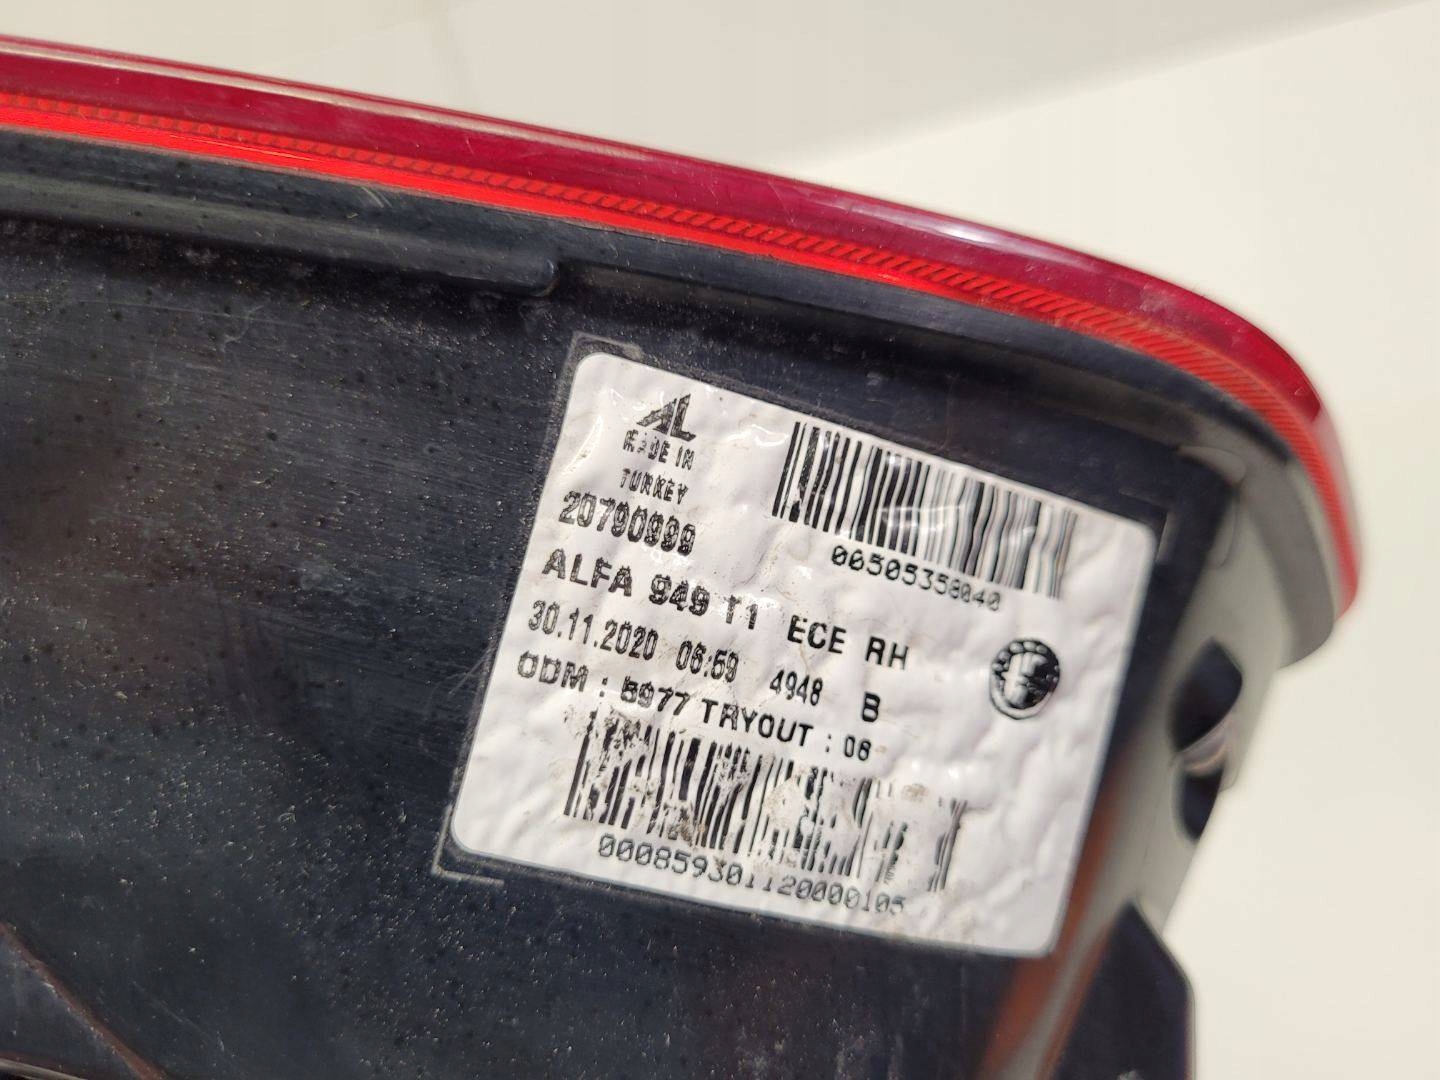 AL
MADE IN
TURKEY
20790999
00505358040
ALFA 949 T1 ECE RH
30.11.2020 06:59 4948 B
ODM : 5977 TRYOUT : 06
000859301120000105